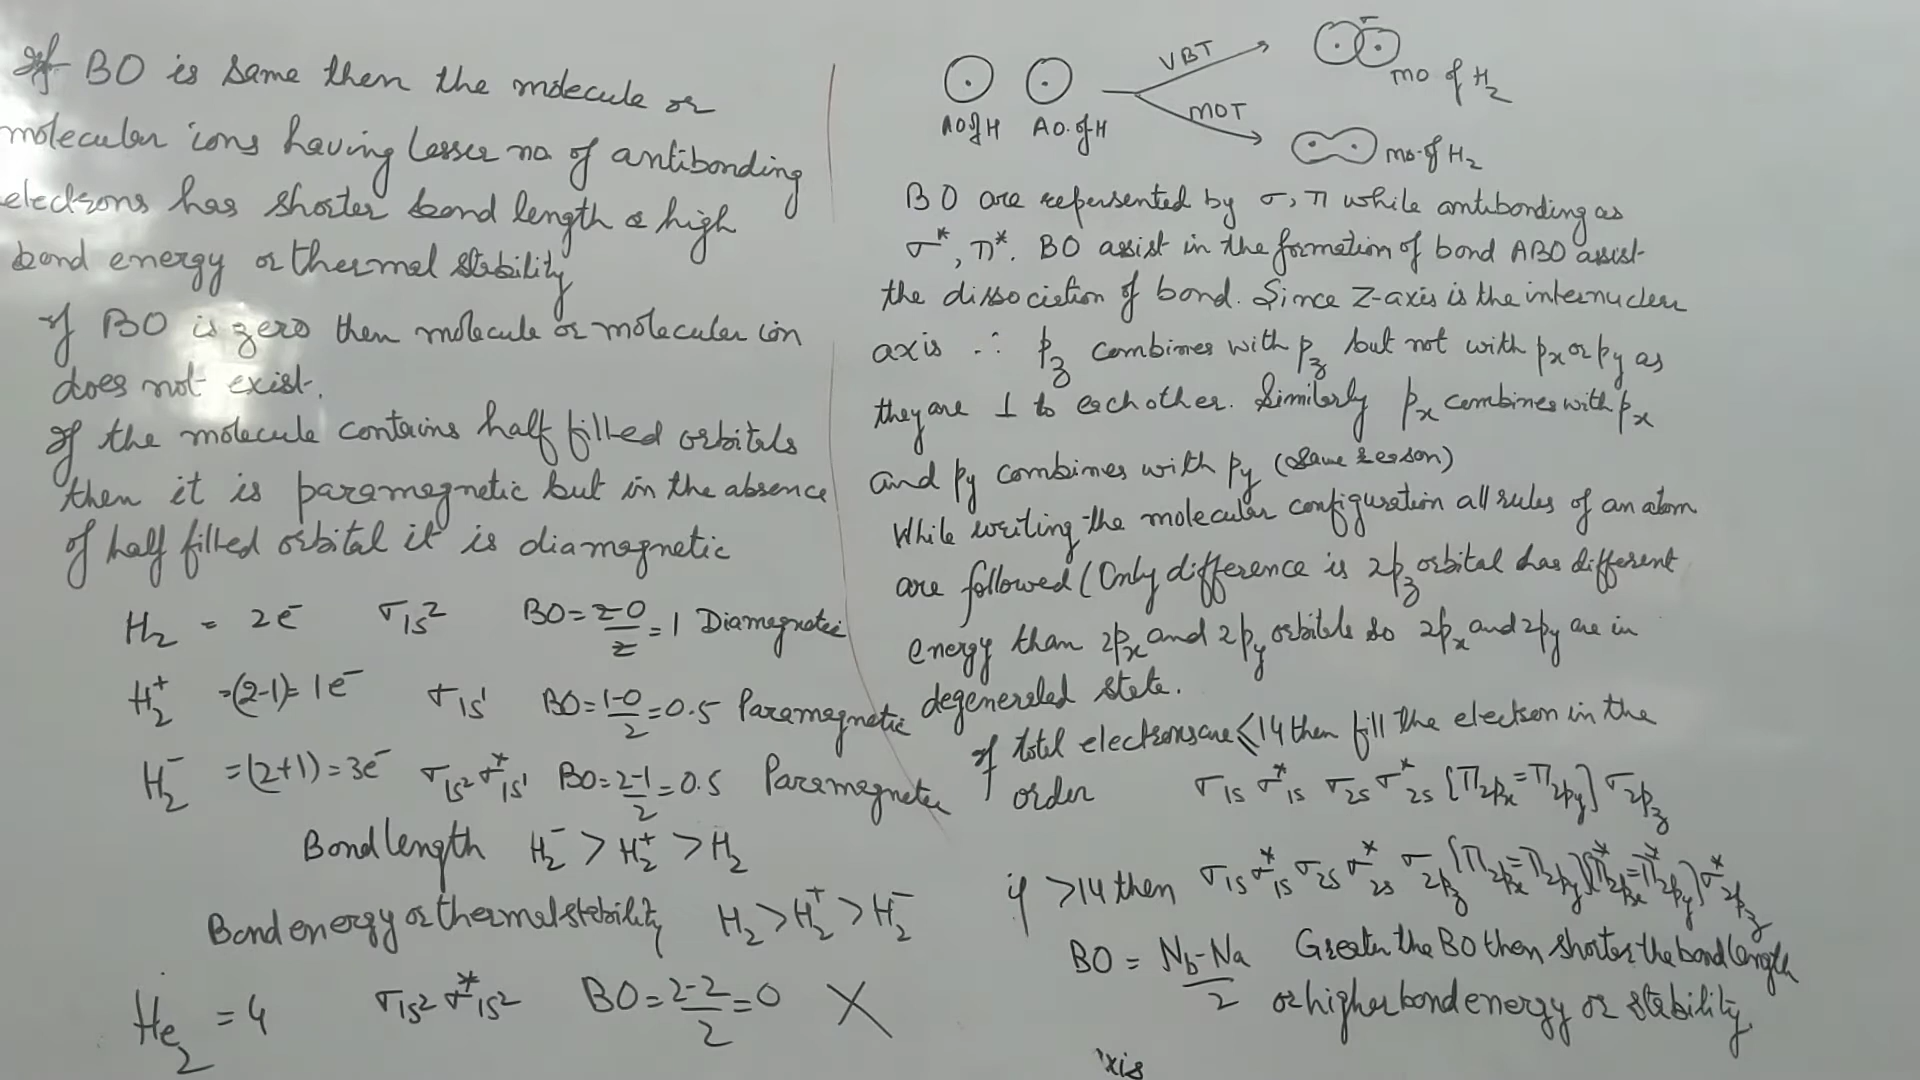 If BO is same then the molecule or
molecular ions having lesser no. of antibonding
electrons has shorter bond length & high
bond energy or thermal stability
If BO is zero then molecule or molecular ion
does not exist.
If the molecule contains half filled orbitals
then it is paramagnetic but in the absence
of half filled orbital it is diamagnetic
H₂ = 2e⁻ σ1s² BO = 2-0/2 = 1 Diamagnetic
H₂⁺ = (2-1) = 1e⁻ σ1s¹ BO = 1-0/2 = 0.5 Paramagnetic
H₂⁻ = (2+1) = 3e⁻ σ1s² σ*1s¹ BO = 2-1/2 = 0.5 Paramagnetic
Bond length H₂⁻ > H₂⁺ > H₂
Bond energy or thermal stability H₂ > H₂⁺ > H₂⁻
He₂ = 4 σ1s² σ*1s² BO = 2-2/2 = 0 X
AO of H AO. of H VBT σ MO of H₂
MOT mo. of H₂
BO are repersented by σ, π while antibonding as
σ*, π*. BO assist in the formation of bond ABO assist
the dissocietion of bond. Since Z-axis is the internuclear
axis ∴ pz combines with pz but not with px or py as
they are ⊥ to each other. Similarly px combines with px
and py combines with py (same reason)
While writing the molecular configuration all rules of an atom
are followed (Only difference is 2pz orbital has different
energy than 2px and 2py orbitals so 2px and 2py are in
degenereled state.
If total electrons are ≤ 14 then fill the electron in the
order σ1s σ*1s σ2s σ*2s [π2px = π2py] σ2pz
if > 14 then σ1s σ*1s σ2s σ*2s σ2pz [π2px = π2py] [π*2px = π*2py] σ*2pz
BO = Nb-Na/2 Greater the BO then shorter the bond length
or higher bond energy or stability
xis